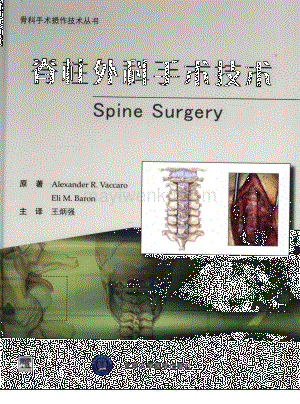 骨科手术操作技术丛书
脊柱外科手术技术
Spine Surgery
原 著 Alexander R. Vaccaro
Eli M. Baron
主 译 王炳强